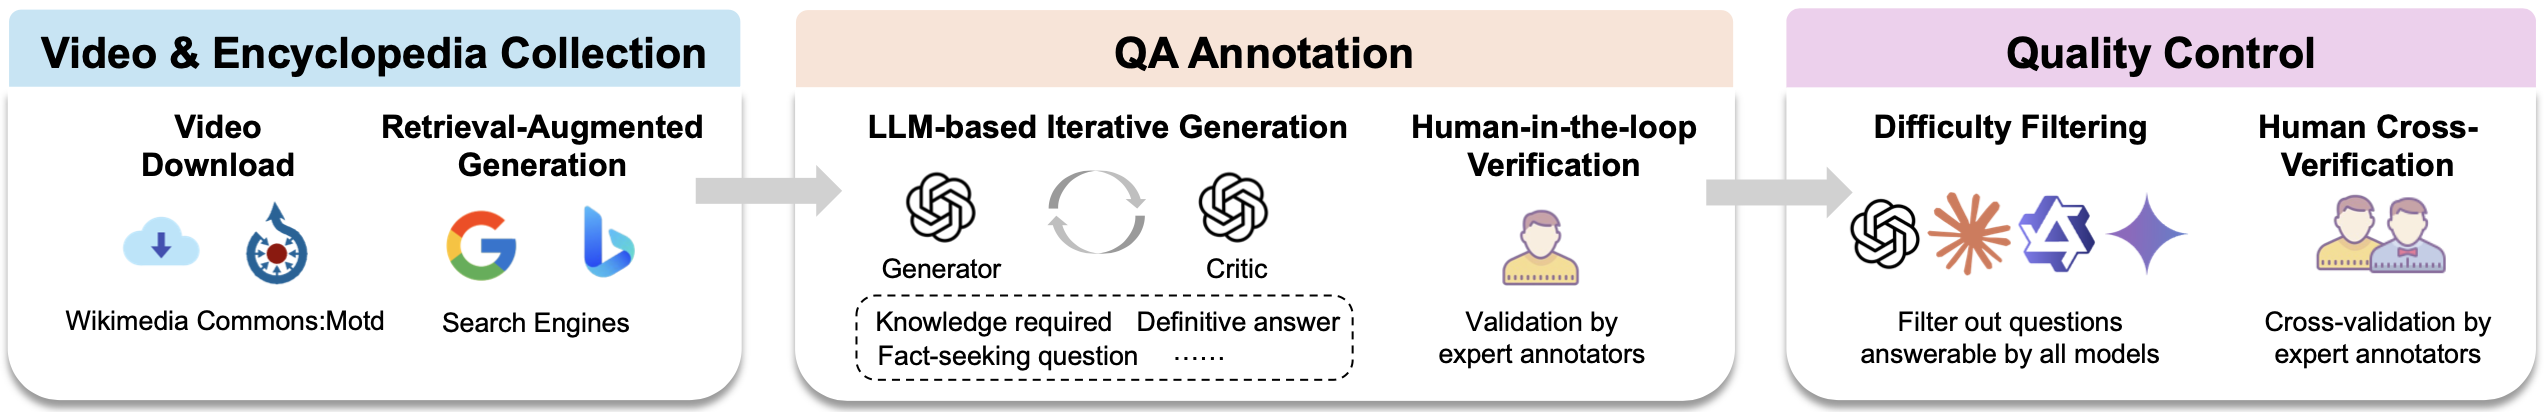 Video & Encyclopedia Collection
Video
Download
Retrieval-Augmented
Generation
Wikimedia Commons:Motd
Search Engines
QA Annotation
LLM-based Iterative Generation
Generator
Critic
Knowledge required
Definitive answer
Fact-seeking question
······
Human-in-the-loop
Verification
Validation by
expert annotators
Quality Control
Difficulty Filtering
Filter out questions
answerable by all models
Human Cross-
Verification
Cross-validation by
expert annotators